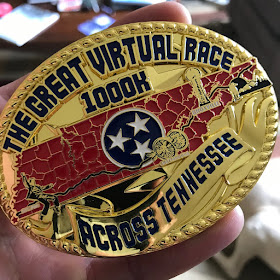 THE GREAT VIRTUAL RACE
1000K
ACROSS TENNESSEE